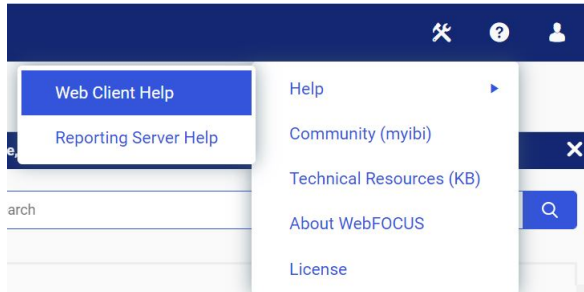 Web Client Help
Help
Reporting Server Help
Community (myibi)
e,
Technical Resources (KB)
arch
About WebFOCUS
License